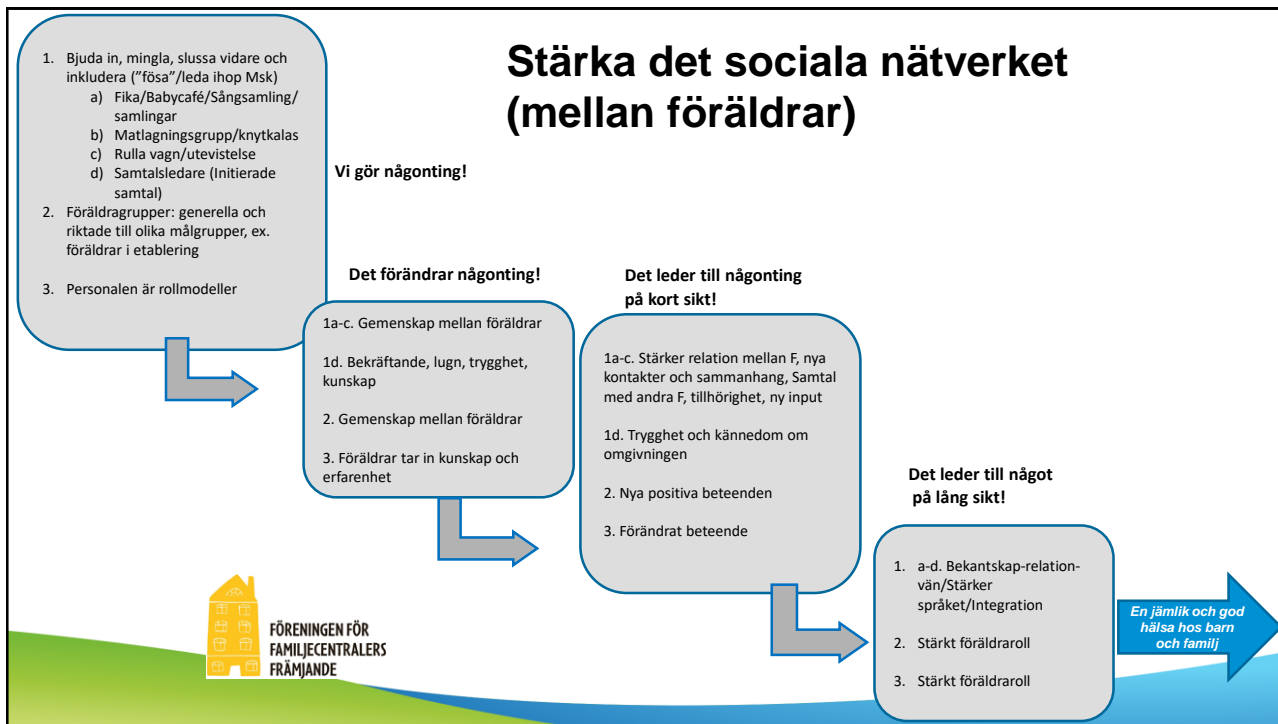 Stärka det sociala nätverket
(mellan föräldrar)
1. Bjuda in, mingla, slussa vidare och
inkludera (”fösa”/leda ihop Msk)
a) Fika/Babycafé/Sångsamling/
samlingar
b) Matlagningsgrupp/knytkalas
c) Rulla vagn/utevistelse
d) Samtalsledare (Initierade
samtal)
2. Föräldragrupper: generella och
riktade till olika målgrupper, ex.
föräldrar i etablering
3. Personalen är rollmodeller
Vi gör någonting!
Det förändrar någonting!
1a-c. Gemenskap mellan föräldrar
1d. Bekräftande, lugn, trygghet,
kunskap
2. Gemenskap mellan föräldrar
3. Föräldrar tar in kunskap och
erfarenhet
Det leder till någonting
på kort sikt!
1a-c. Stärker relation mellan F, nya
kontakter och sammanhang, Samtal
med andra F, tillhörighet, ny input
1d. Trygghet och kännedom om
omgivningen
2. Nya positiva beteenden
3. Förändrat beteende
Det leder till något
på lång sikt!
1. a-d. Bekantskap-relation-
vän/Stärker
språket/Integration
2. Stärkt föräldraroll
3. Stärkt föräldraroll
En jämlik och god
hälsa hos barn
och familj
FÖRENINGEN FÖR
FAMILJECENTRALERS
FRÄMJANDE